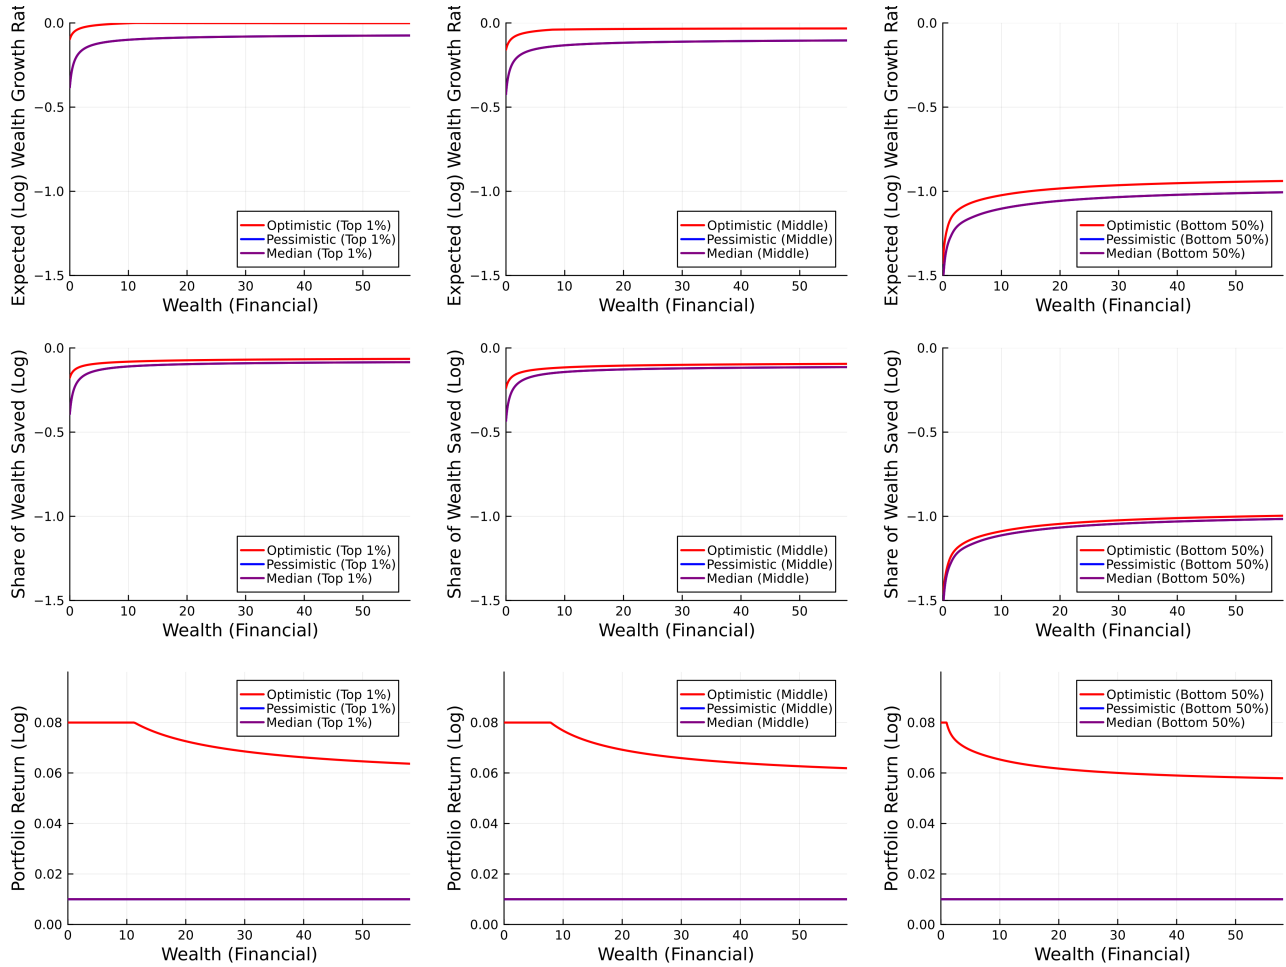 Expected (Log) Wealth Growth Rat
0.0
−0.5
−1.0
−1.5
0
10
20
30
40
50
Wealth (Financial)
Optimistic (Top 1%)
Pessimistic (Top 1%)
Median (Top 1%)
Expected (Log) Wealth Growth Rat
0.0
−0.5
−1.0
−1.5
0
10
20
30
40
50
Wealth (Financial)
Optimistic (Middle)
Pessimistic (Middle)
Median (Middle)
Expected (Log) Wealth Growth Rat
0.0
−0.5
−1.0
−1.5
0
10
20
30
40
50
Wealth (Financial)
Optimistic (Bottom 50%)
Pessimistic (Bottom 50%)
Median (Bottom 50%)
Share of Wealth Saved (Log)
0.0
−0.5
−1.0
−1.5
0
10
20
30
40
50
Wealth (Financial)
Optimistic (Top 1%)
Pessimistic (Top 1%)
Median (Top 1%)
Share of Wealth Saved (Log)
0.0
−0.5
−1.0
−1.5
0
10
20
30
40
50
Wealth (Financial)
Optimistic (Middle)
Pessimistic (Middle)
Median (Middle)
Share of Wealth Saved (Log)
0.0
−0.5
−1.0
−1.5
0
10
20
30
40
50
Wealth (Financial)
Optimistic (Bottom 50%)
Pessimistic (Bottom 50%)
Median (Bottom 50%)
Portfolio Return (Log)
0.08
0.06
0.04
0.02
0.00
0
10
20
30
40
50
Wealth (Financial)
Optimistic (Top 1%)
Pessimistic (Top 1%)
Median (Top 1%)
Portfolio Return (Log)
0.08
0.06
0.04
0.02
0.00
0
10
20
30
40
50
Wealth (Financial)
Optimistic (Middle)
Pessimistic (Middle)
Median (Middle)
Portfolio Return (Log)
0.08
0.06
0.04
0.02
0.00
0
10
20
30
40
50
Wealth (Financial)
Optimistic (Bottom 50%)
Pessimistic (Bottom 50%)
Median (Bottom 50%)